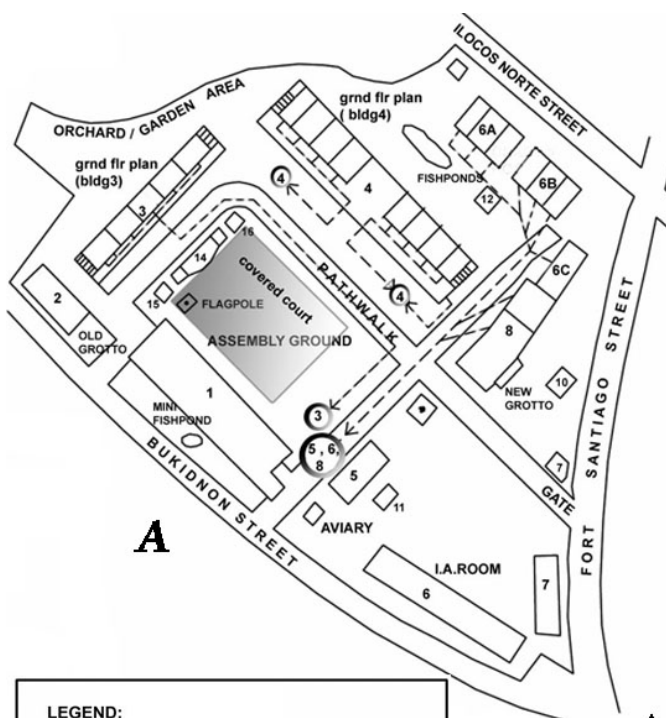 ILOCOS NORTE STREET
ORCHARD/ GARDEN AREA
grnd flr plan
( bldg4)
grnd flr plan
(bldg3)
6A
6B
6C
FISHPONDS
12
4
4
4
3
16
14
15
covered court
PATHWALK
FLAGPOLE
ASSEMBLY GROUND
2
OLD
GROTTO
8
NEW
GROTTO
10
7
GATE
FORT SANTIAGO STREET
1
MINI
FISHPOND
3
5 , 6,
8
5
11
AVIARY
BUKIDNON STREET
A
I.A.ROOM
6
7
LEGEND: